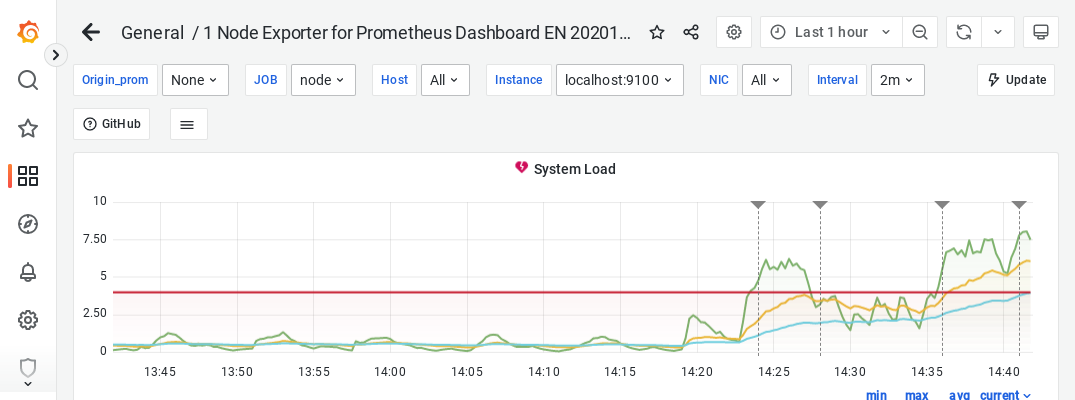 General / 1 Node Exporter for Prometheus Dashboard EN 20201... Last 1 hour
Origin_prom None JOB node Host All Instance localhost:9100 NIC All Interval 2m Update
GitHub
System Load
10
7.50
5
2.50
0
13:45 13:50 13:55 14:00 14:05 14:10 14:15 14:20 14:25 14:30 14:35 14:40
min max avg current